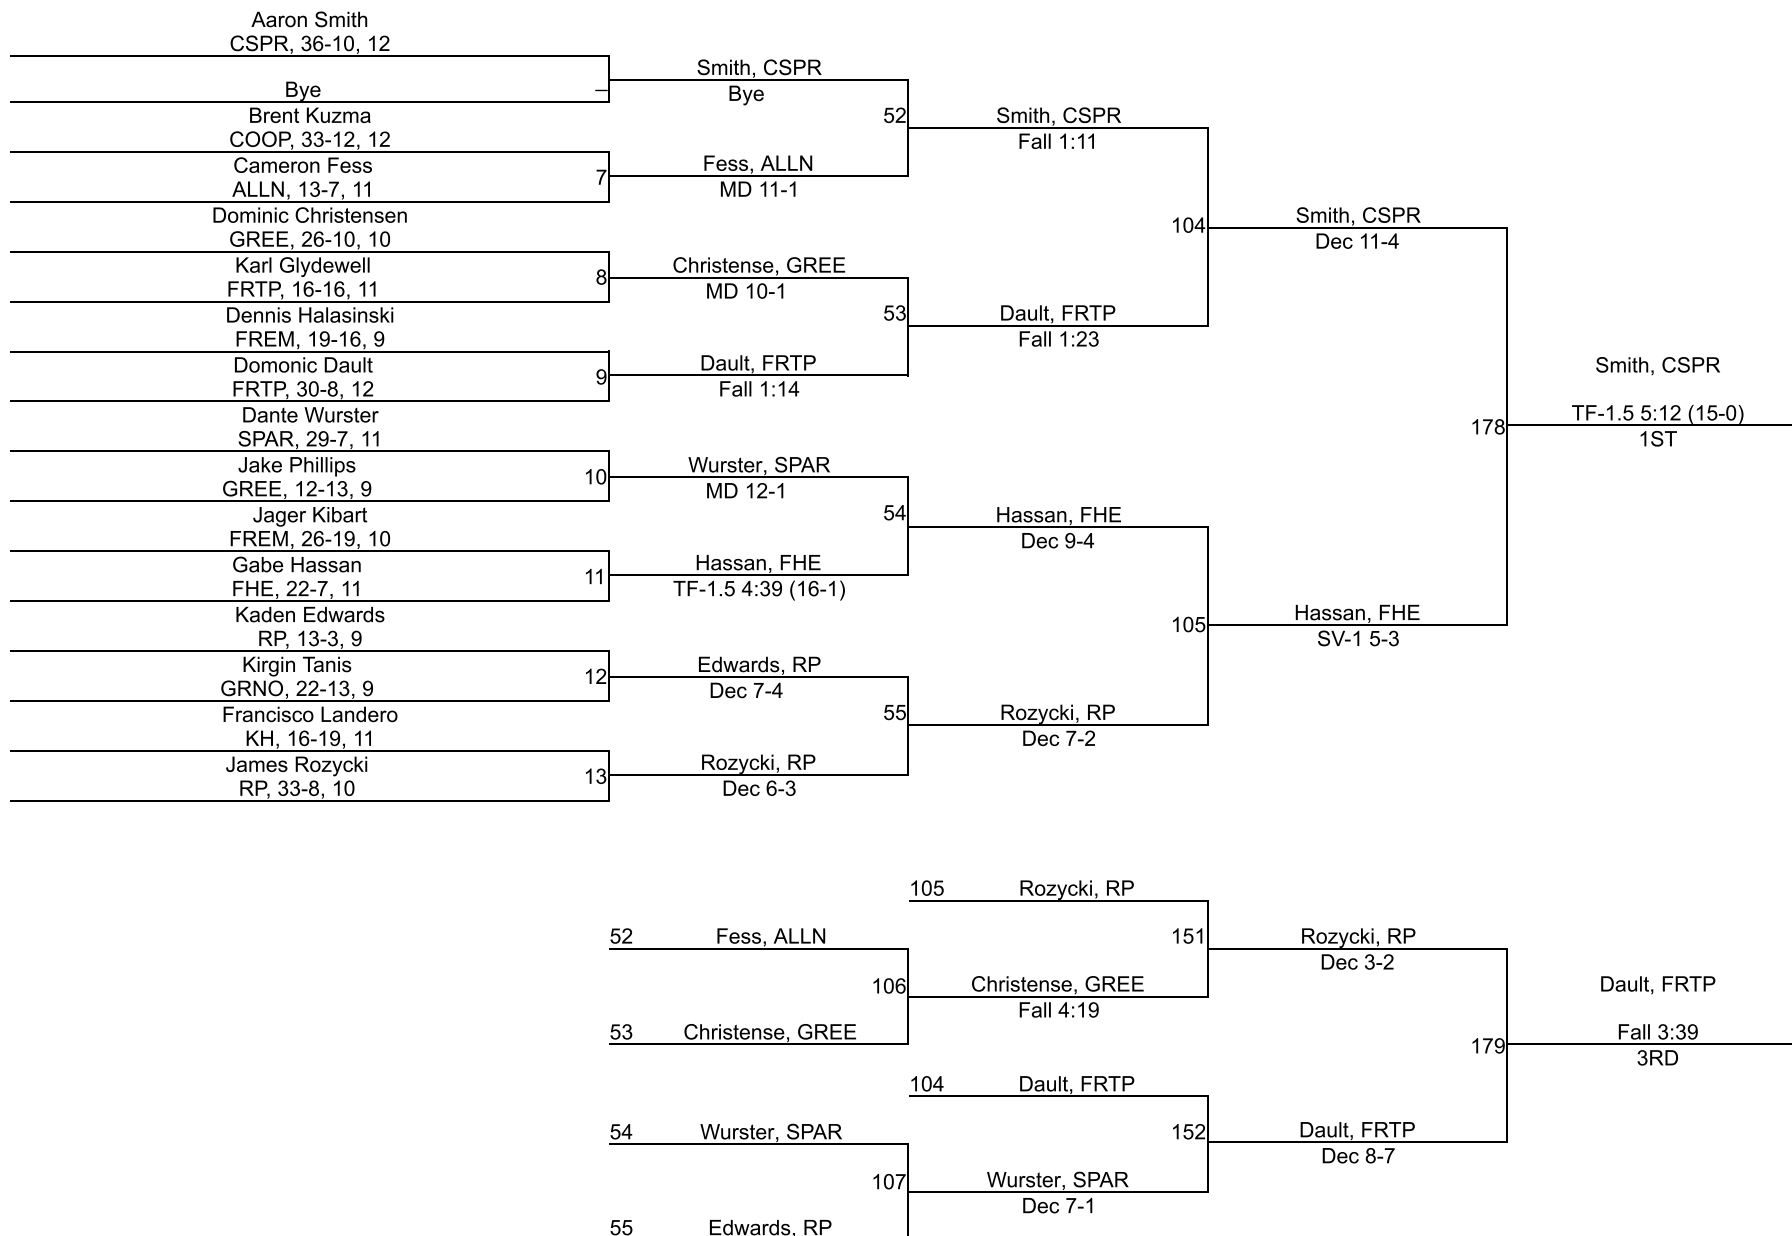 Aaron Smith
CSPR, 36-10, 12
Bye
–
Brent Kuzma
COOP, 33-12, 12
Cameron Fess
ALLN, 13-7, 11
7
Dominic Christensen
GREE, 26-10, 10
Karl Glydewell
FRTP, 16-16, 11
8
Dennis Halasinski
FREM, 19-16, 9
Domonic Dault
FRTP, 30-8, 12
9
Dante Wurster
SPAR, 29-7, 11
Jake Phillips
GREE, 12-13, 9
10
Jager Kibart
FREM, 26-19, 10
Gabe Hassan
FHE, 22-7, 11
11
Kaden Edwards
RP, 13-3, 9
Kirgin Tanis
GRNO, 22-13, 9
12
Francisco Landero
KH, 16-19, 11
James Rozycki
RP, 33-8, 10
13
Smith, CSPR
Bye
52
Fess, ALLN
MD 11-1
Christense, GREE
MD 10-1
53
Dault, FRTP
Fall 1:14
Wurster, SPAR
MD 12-1
54
Hassan, FHE
TF-1.5 4:39 (16-1)
Edwards, RP
Dec 7-4
55
Rozycki, RP
Dec 6-3
Smith, CSPR
Fall 1:11
104
Dault, FRTP
Fall 1:23
Hassan, FHE
Dec 9-4
105
Rozycki, RP
Dec 7-2
Smith, CSPR
Dec 11-4
178
Hassan, FHE
SV-1 5-3
Smith, CSPR
TF-1.5 5:12 (15-0)
1ST
105 Rozycki, RP
52 Fess, ALLN
151
106
Christense, GREE
Fall 4:19
53 Christense, GREE
104 Dault, FRTP
54 Wurster, SPAR
152
107
Wurster, SPAR
Dec 7-1
55 Edwards, RP
Rozycki, RP
Dec 3-2
179
Dault, FRTP
Dec 8-7
Dault, FRTP
Fall 3:39
3RD